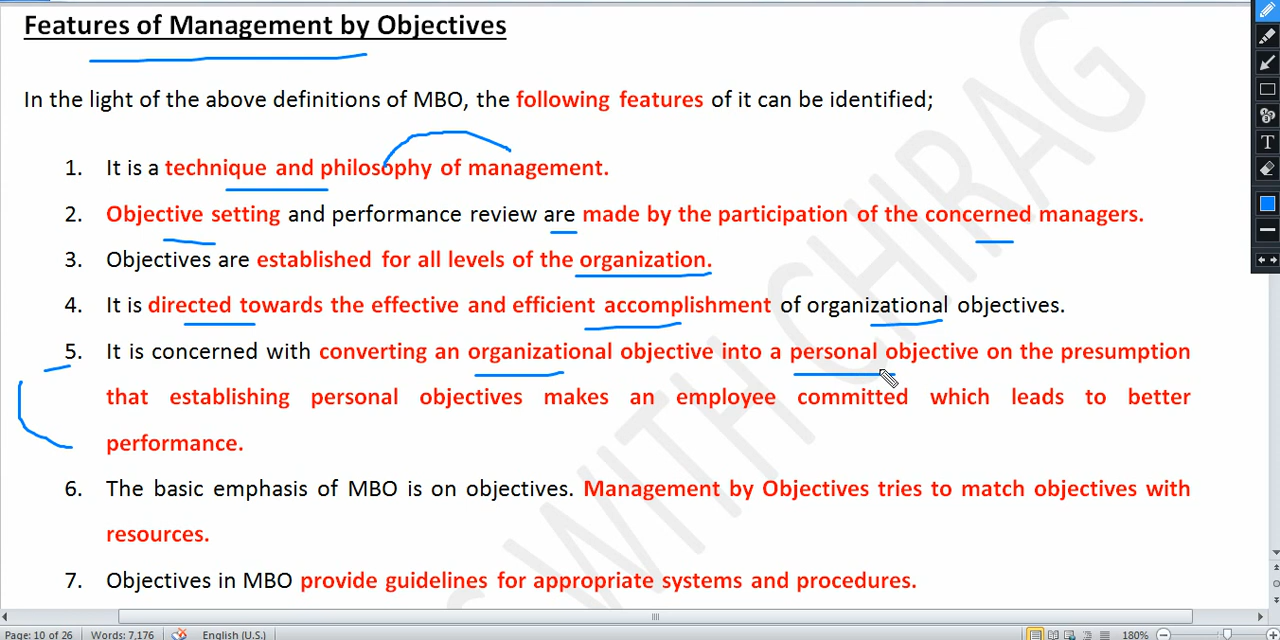 Features of Management by Objectives
In the light of the above definitions of MBO, the following features of it can be identified;
1. It is a technique and philosophy of management.
2. Objective setting and performance review are made by the participation of the concerned managers.
3. Objectives are established for all levels of the organization.
4. It is directed towards the effective and efficient accomplishment of organizational objectives.
5. It is concerned with converting an organizational objective into a personal objective on the presumption
that establishing personal objectives makes an employee committed which leads to better
performance.
6. The basic emphasis of MBO is on objectives. Management by Objectives tries to match objectives with
resources.
7. Objectives in MBO provide guidelines for appropriate systems and procedures.
WITH CHIRAG
T
Page: 10 of 26 Words: 7,176 English (U.S.) 180%